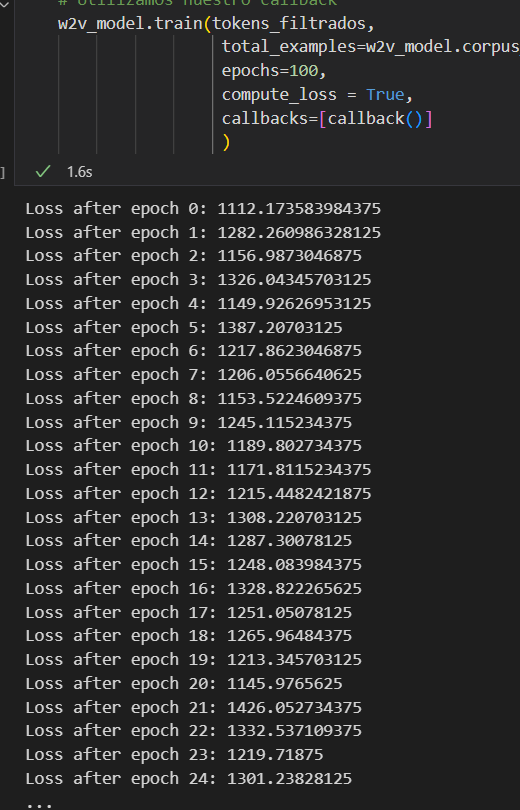 # Utilizamos nuestro callback
w2v_model.train(tokens_filtrados,
total_examples=w2v_model.corpus
epochs=100,
compute_loss = True,
callbacks=[callback()]
)
]
1.6s
Loss after epoch 0: 1112.173583984375
Loss after epoch 1: 1282.260986328125
Loss after epoch 2: 1156.9873046875
Loss after epoch 3: 1326.04345703125
Loss after epoch 4: 1149.92626953125
Loss after epoch 5: 1387.20703125
Loss after epoch 6: 1217.8623046875
Loss after epoch 7: 1206.0556640625
Loss after epoch 8: 1153.5224609375
Loss after epoch 9: 1245.115234375
Loss after epoch 10: 1189.802734375
Loss after epoch 11: 1171.8115234375
Loss after epoch 12: 1215.4482421875
Loss after epoch 13: 1308.220703125
Loss after epoch 14: 1287.30078125
Loss after epoch 15: 1248.083984375
Loss after epoch 16: 1328.822265625
Loss after epoch 17: 1251.05078125
Loss after epoch 18: 1265.96484375
Loss after epoch 19: 1213.345703125
Loss after epoch 20: 1145.9765625
Loss after epoch 21: 1426.052734375
Loss after epoch 22: 1332.537109375
Loss after epoch 23: 1219.71875
Loss after epoch 24: 1301.23828125
...